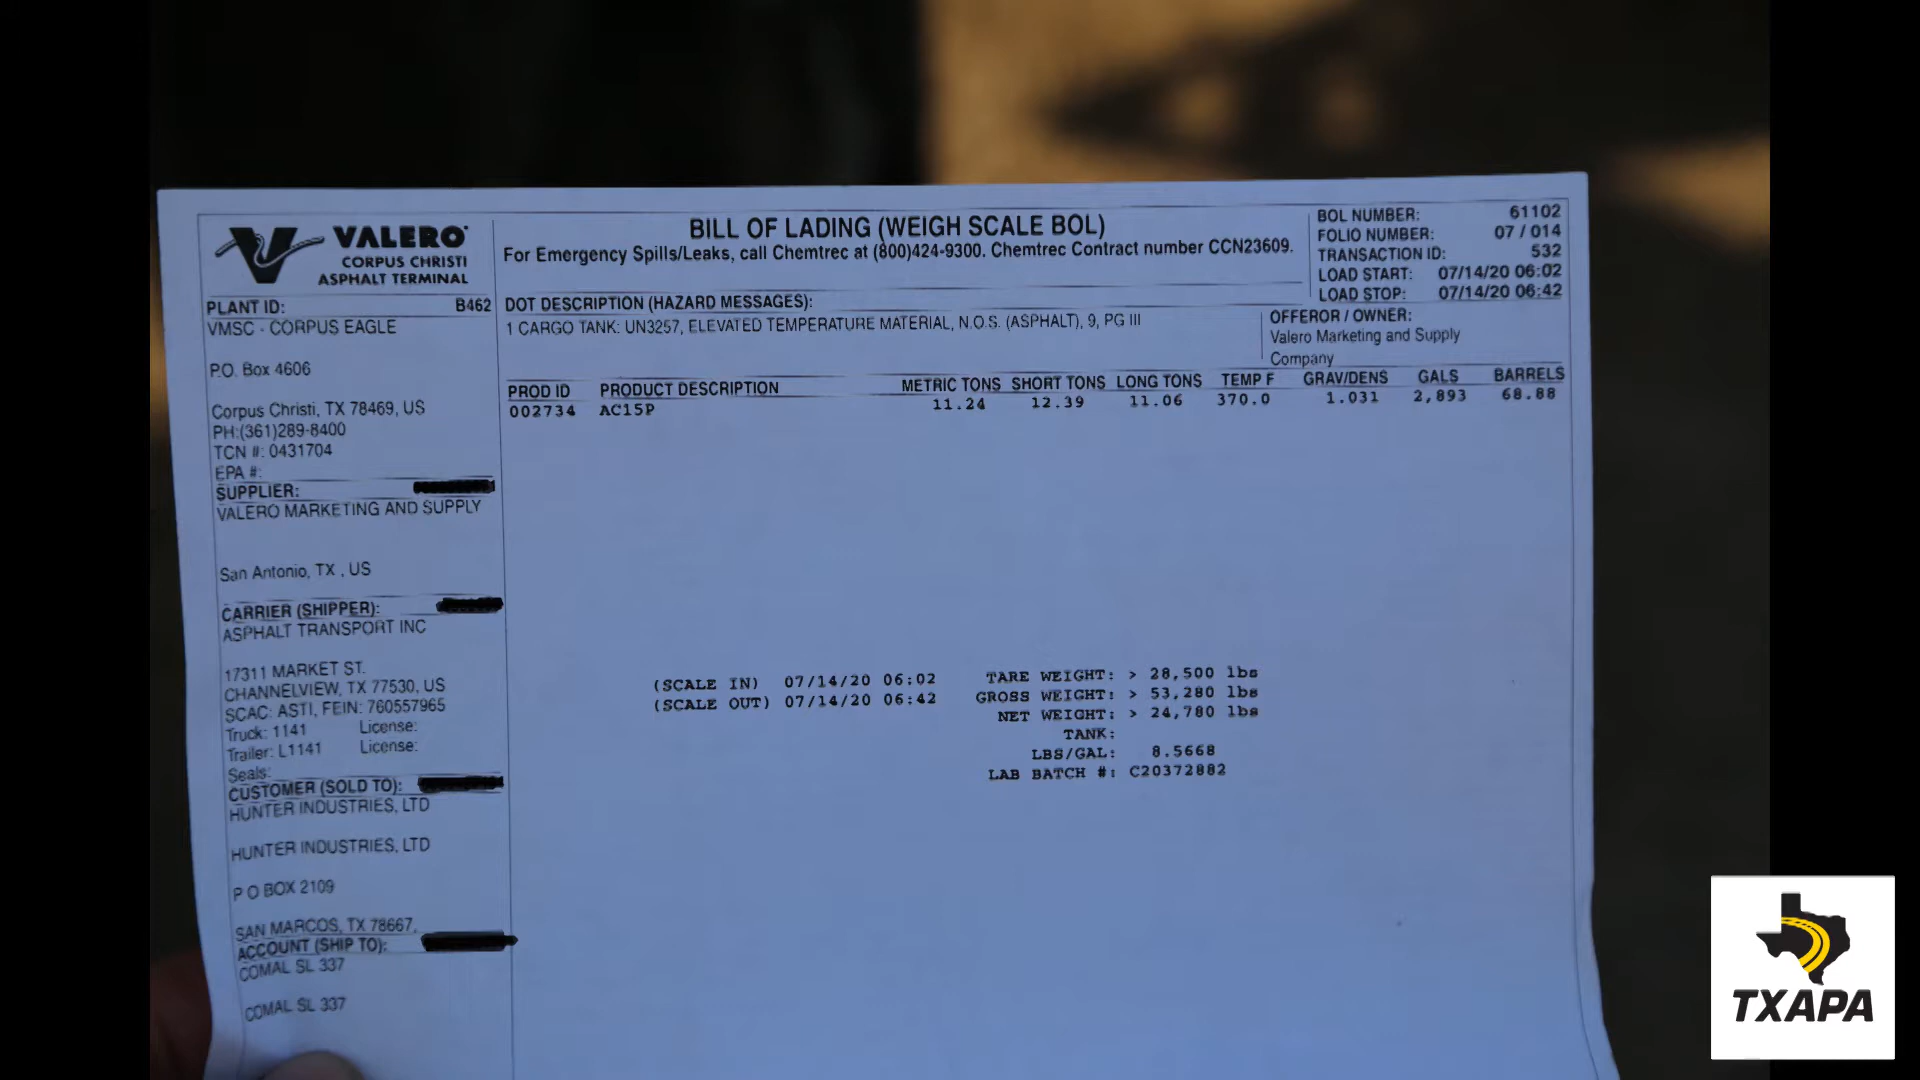 VALERO
CORPUS CHRISTI
ASPHALT TERMINAL
BILL OF LADING (WEIGH SCALE BOL)
For Emergency Spills/Leaks, call Chemtrec at (800)424-9300. Chemtrec Contract number CCN23609.
BOL NUMBER: 61102
FOLIO NUMBER: 07 / 014
TRANSACTION ID: 532
LOAD START: 07/14/20 06:02
LOAD STOP: 07/14/20 06:42
PLANT ID: B462
VMSC - CORPUS EAGLE
P.O. Box 4606
Corpus Christi, TX 78469, US
PH:(361)289-8400
TCN #: 0431704
EPA #:
SUPPLIER:
VALERO MARKETING AND SUPPLY
San Antonio, TX , US
CARRIER (SHIPPER):
ASPHALT TRANSPORT INC
17311 MARKET ST.
CHANNELVIEW, TX 77530, US
SCAC: ASTI, FEIN: 760557965
Truck: 1141 License:
Trailer: L1141 License:
Seals:
CUSTOMER (SOLD TO):
HUNTER INDUSTRIES, LTD
HUNTER INDUSTRIES, LTD
P O BOX 2109
SAN MARCOS, TX 78667,
ACCOUNT (SHIP TO):
COMAL SL 337
COMAL SL 337
DOT DESCRIPTION (HAZARD MESSAGES):
1 CARGO TANK: UN3257, ELEVATED TEMPERATURE MATERIAL, N.O.S. (ASPHALT), 9, PG III
OFFEROR / OWNER:
Valero Marketing and Supply
Company
PROD ID PRODUCT DESCRIPTION METRIC TONS SHORT TONS LONG TONS TEMP F GRAV/DENS GALS BARRELS
002734 AC15P 11.24 12.39 11.06 370.0 1.031 2,893 68.88
(SCALE IN) 07/14/20 06:02
(SCALE OUT) 07/14/20 06:42
TARE WEIGHT: > 28,500 lbs
GROSS WEIGHT: > 53,280 lbs
NET WEIGHT: > 24,780 lbs
TANK:
LBS/GAL: 8.5668
LAB BATCH #: C20372882
TXAPA